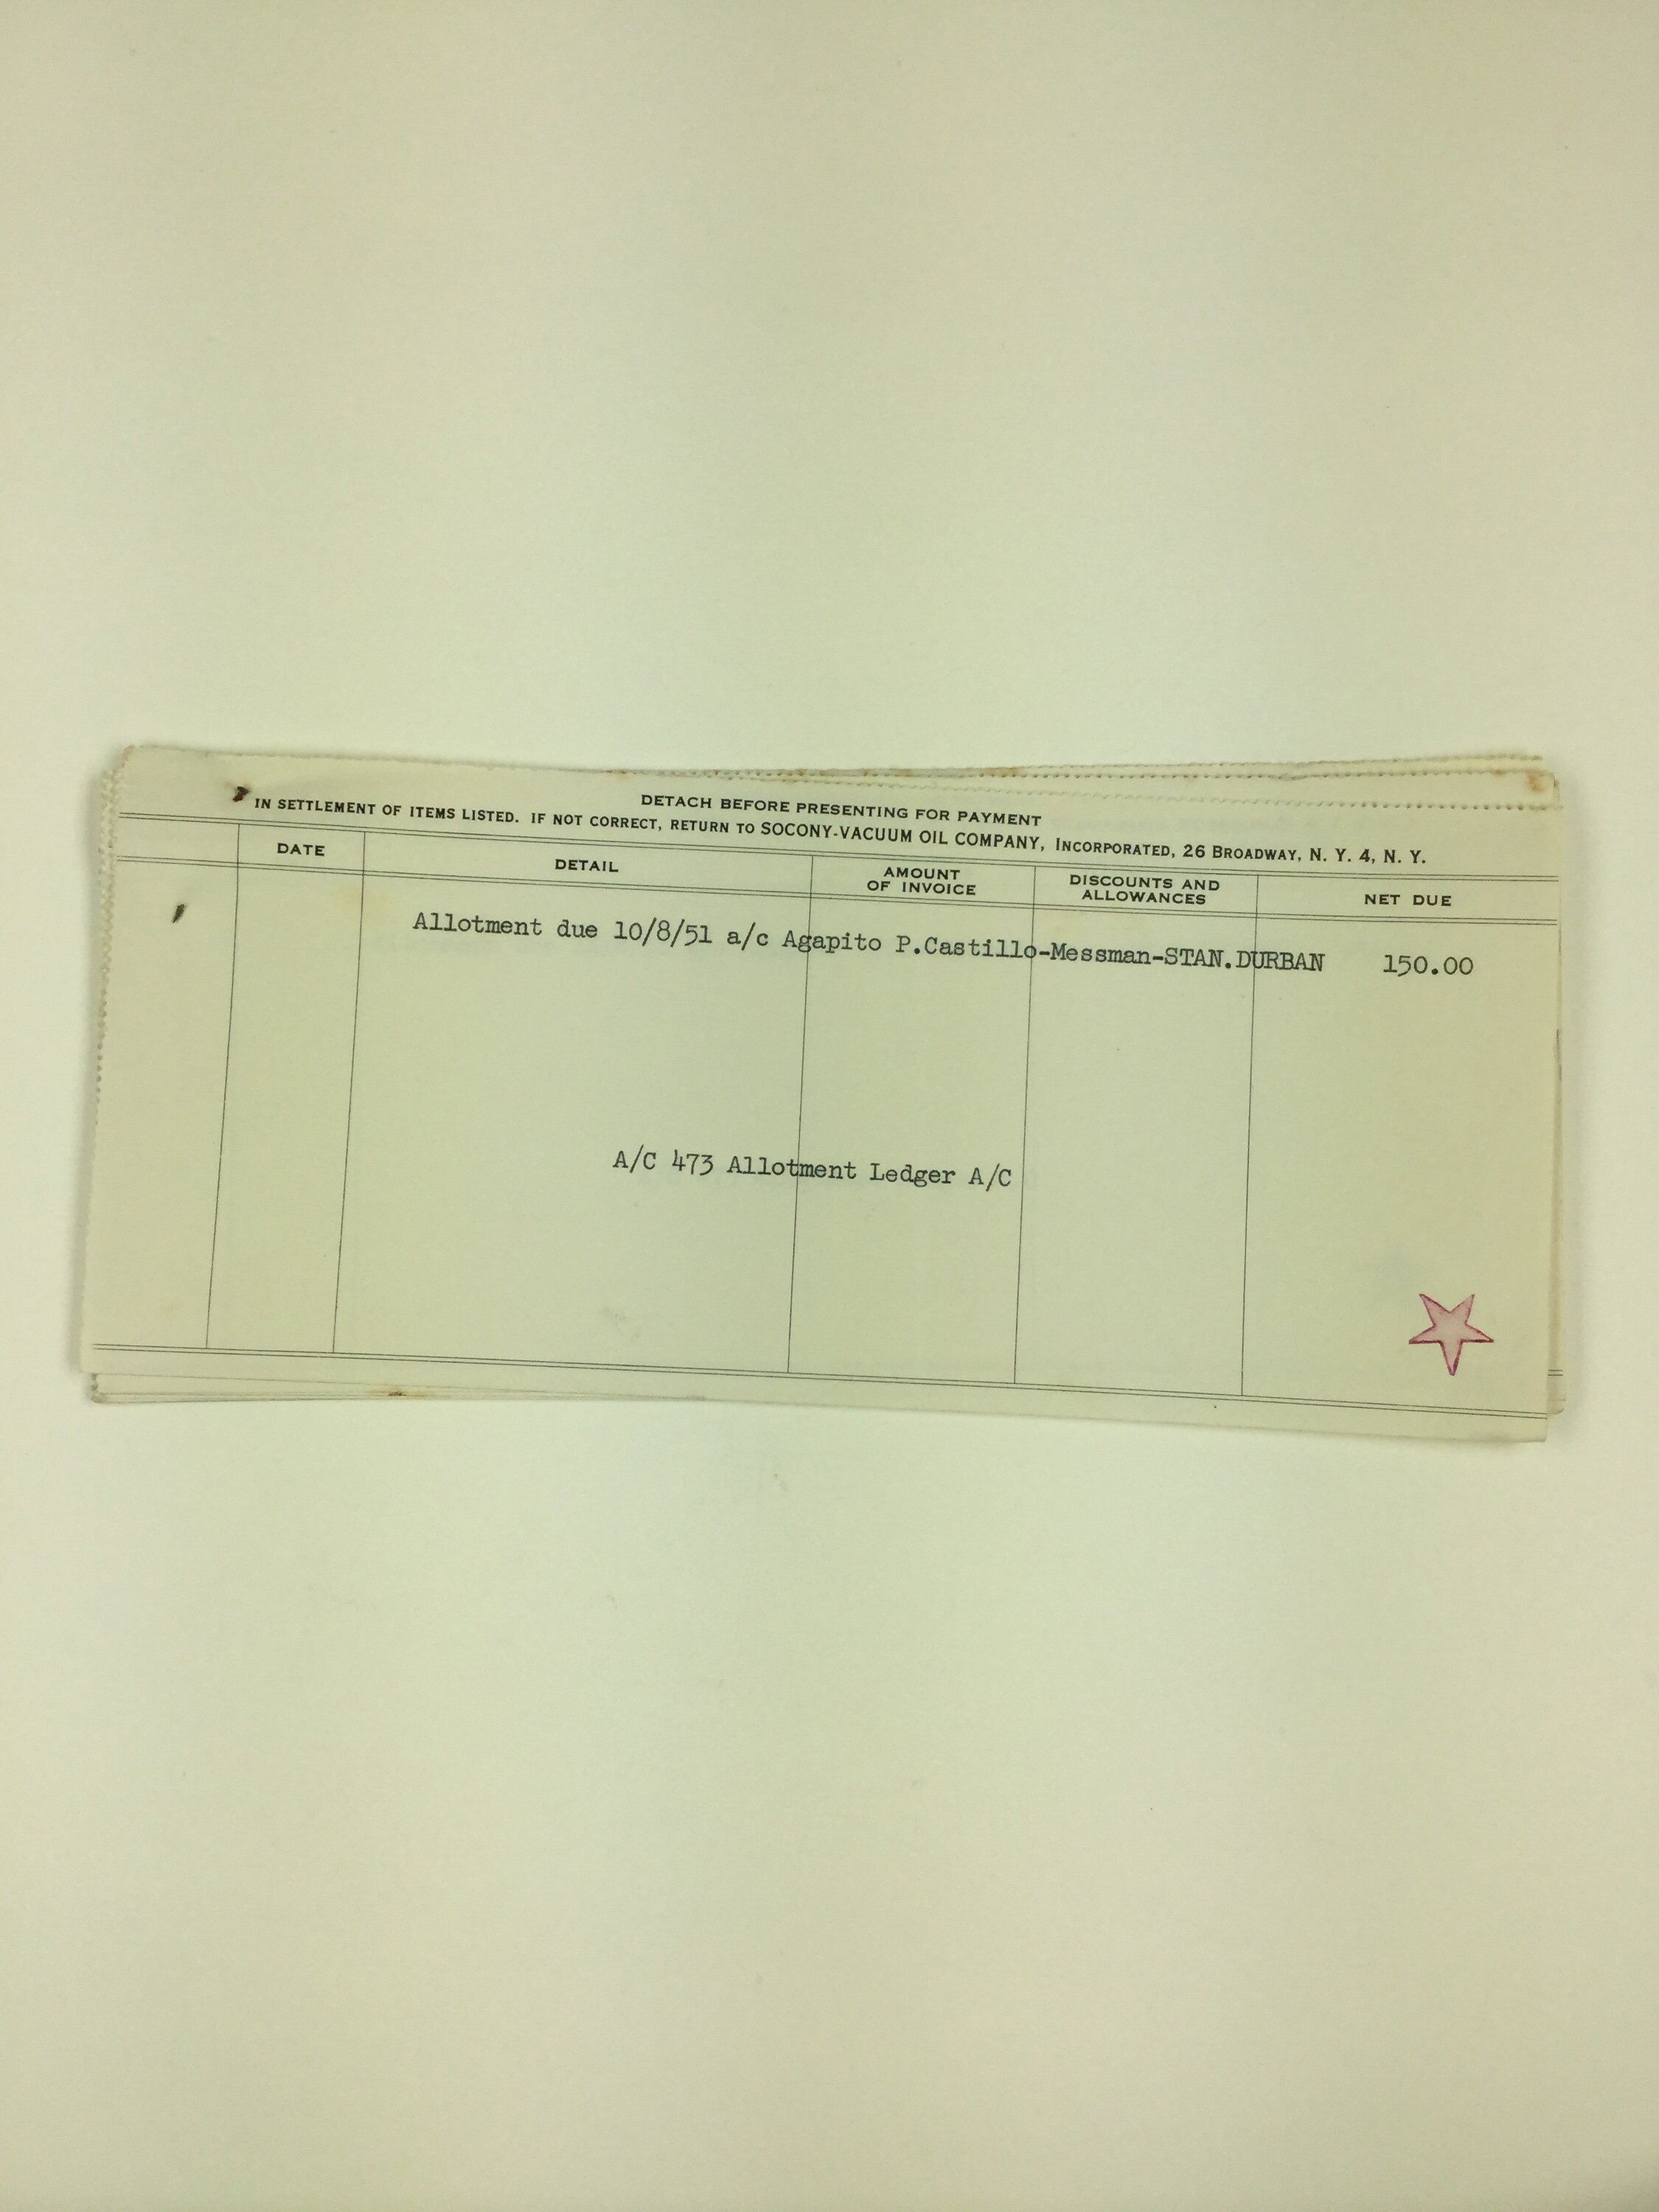 DETACH BEFORE PRESENTING FOR PAYMENT
IN SETTLEMENT OF ITEMS LISTED. IF NOT CORRECT, RETURN TO SOCONY-VACUUM OIL COMPANY, INCORPORATED, 26 BROADWAY, N. Y. 4, N. Y.
DATE DETAIL AMOUNT OF INVOICE DISCOUNTS AND ALLOWANCES NET DUE
Allotment due 10/8/51 a/c Agapito P.Castillo-Messman-STAN.DURBAN 150.00
A/C 473 Allotment Ledger A/C